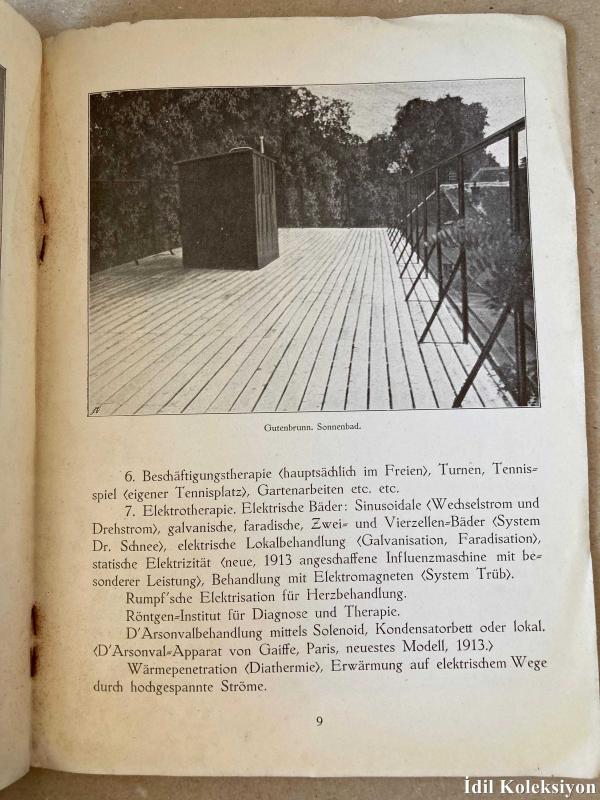 Gutenbrunn. Sonnenbad.
6. Beschäftigungstherapie (hauptsächlich im Freien), Turnen, Tennis=
spiel (eigener Tennisplatz), Gartenarbeiten etc. etc.
7. Elektrotherapie. Elektrische Bäder: Sinusoidale (Wechselstrom und
Drehstrom), galvanische, faradische, Zwei= und Vierzellen=Bäder (System
Dr. Schnee), elektrische Lokalbehandlung (Galvanisation, Faradisation),
statische Elektrizität (neue, 1913 angeschaffene Influenzmaschine mit be=
sonderer Leistung), Behandlung mit Elektromagneten (System Trüb).
Rumpf'sche Elektrisation für Herzbehandlung.
Röntgen=Institut für Diagnose und Therapie.
D'Arsonvalbehandlung mittels Solenoid, Kondensatorbett oder lokal.
(D'Arsonval=Apparat von Gaiffe, Paris, neuestes Modell, 1913.)
Wärmepenetration (Diathermie), Erwärmung auf elektrischem Wege
durch hochgespannte Ströme.
9
İdil Koleksiyon